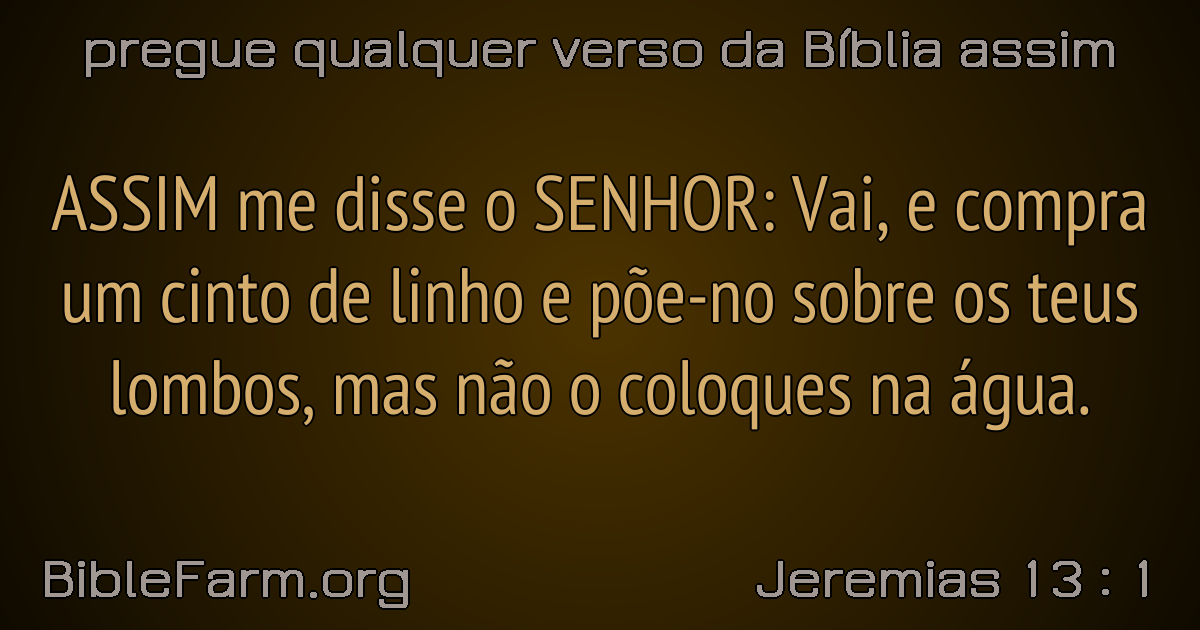 pregue qualquer verso da Bíblia assim
ASSIM me disse o SENHOR: Vai, e compra
um cinto de linho e põe-no sobre os teus
lombos, mas não o coloques na água.
BibleFarm.org
Jeremias 13 : 1